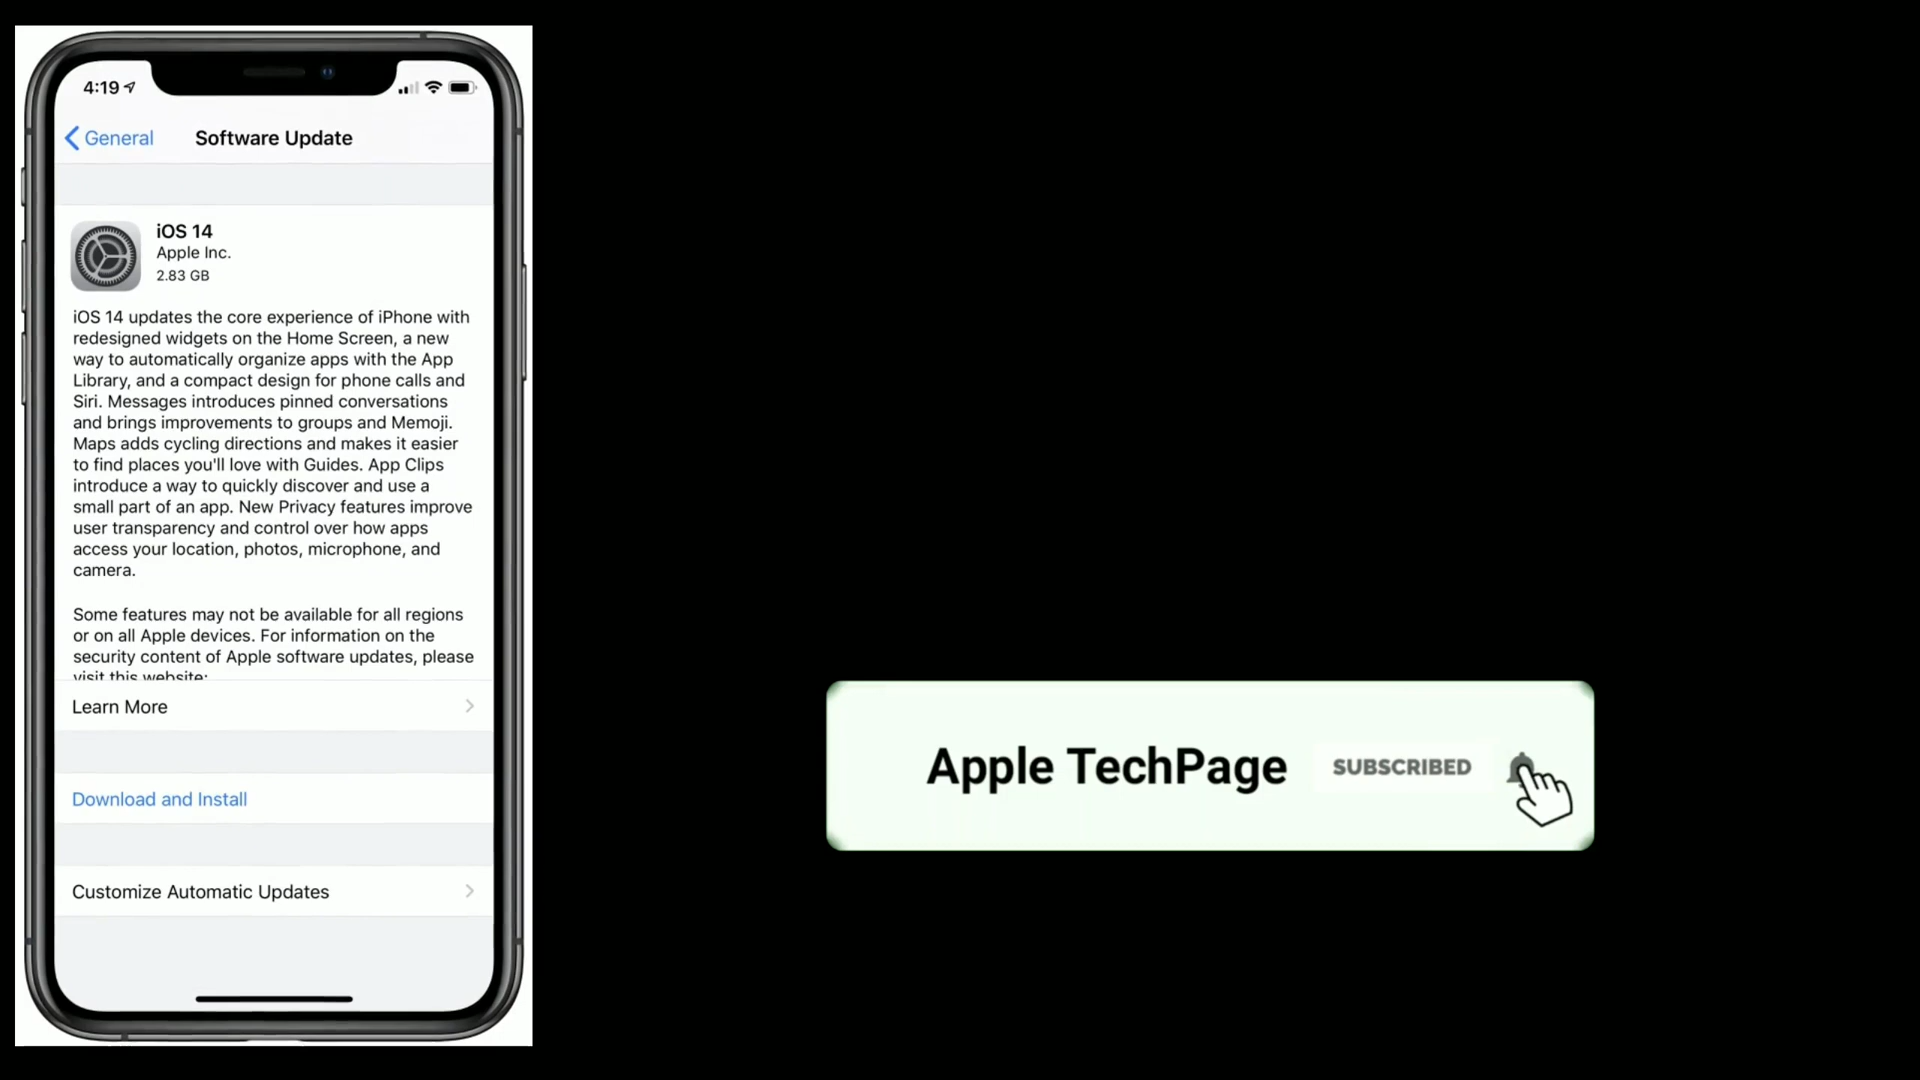 4:19
General
Software Update
iOS 14
Apple Inc.
2.83 GB
iOS 14 updates the core experience of iPhone with
redesigned widgets on the Home Screen, a new
way to automatically organize apps with the App
Library, and a compact design for phone calls and
Siri. Messages introduces pinned conversations
and brings improvements to groups and Memoji.
Maps adds cycling directions and makes it easier
to find places you'll love with Guides. App Clips
introduce a way to quickly discover and use a
small part of an app. New Privacy features improve
user transparency and control over how apps
access your location, photos, microphone, and
camera.
Some features may not be available for all regions
or on all Apple devices. For information on the
security content of Apple software updates, please
visit this website:
Learn More
Download and Install
Customize Automatic Updates
Apple TechPage
SUBSCRIBED